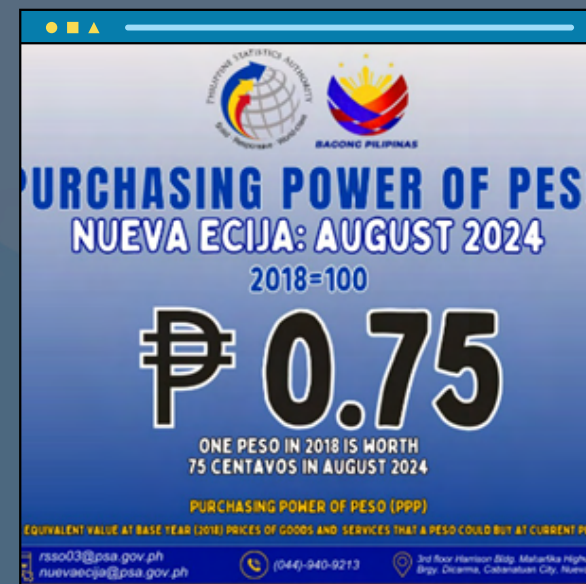 PHILIPPINE STATISTICS AUTHORITY
BAGONG PILIPINAS
PURCHASING POWER OF PES
NUEVA ECIJA: AUGUST 2024
2018=100
₱ 0.75
ONE PESO IN 2018 IS WORTH
75 CENTAVOS IN AUGUST 2024
PURCHASING POWER OF PESO (PPP)
EQUIVALENT VALUE AT BASE YEAR (2018) PRICES OF GOODS AND SERVICES THAT A PESO COULD BUY AT CURRENT
rsso03@psa.gov.ph
nuevaecija@psa.gov.ph
(044)-940-9213
3rd floor Harrison Bldg. Maharlika
Brgy. Dicarma, Cabanatuan City,